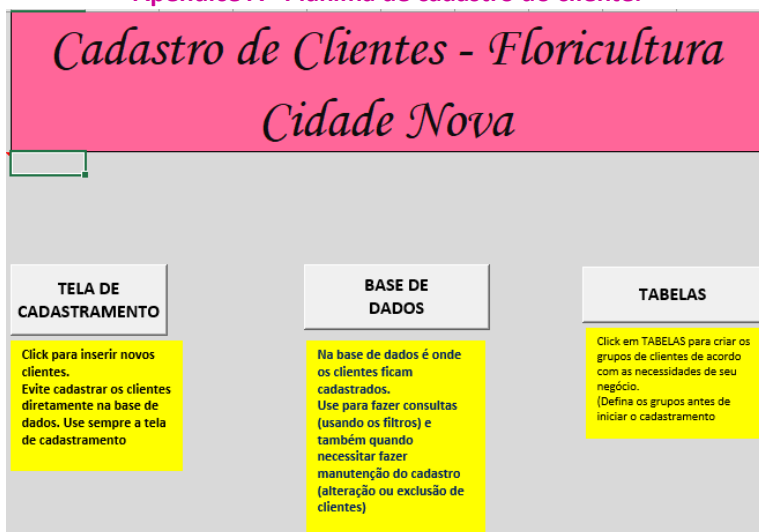 Cadastro de Clientes - Floricultura
Cidade Nova
TELA DE
CADASTRAMENTO
Click para inserir novos
clientes.
Evite cadastrar os clientes
diretamente na base de
dados. Use sempre a tela
de cadastramento
BASE DE
DADOS
Na base de dados é onde
os clientes ficam
cadastrados.
Use para fazer consultas
(usando os filtros) e
também quando
necessitar fazer
manutenção do cadastro
(alteração ou exclusão de
clientes)
TABELAS
Click em TABELAS para criar os
grupos de clientes de acordo
com as necessidades de seu
negócio.
(Defina os grupos antes de
iniciar o cadastramento